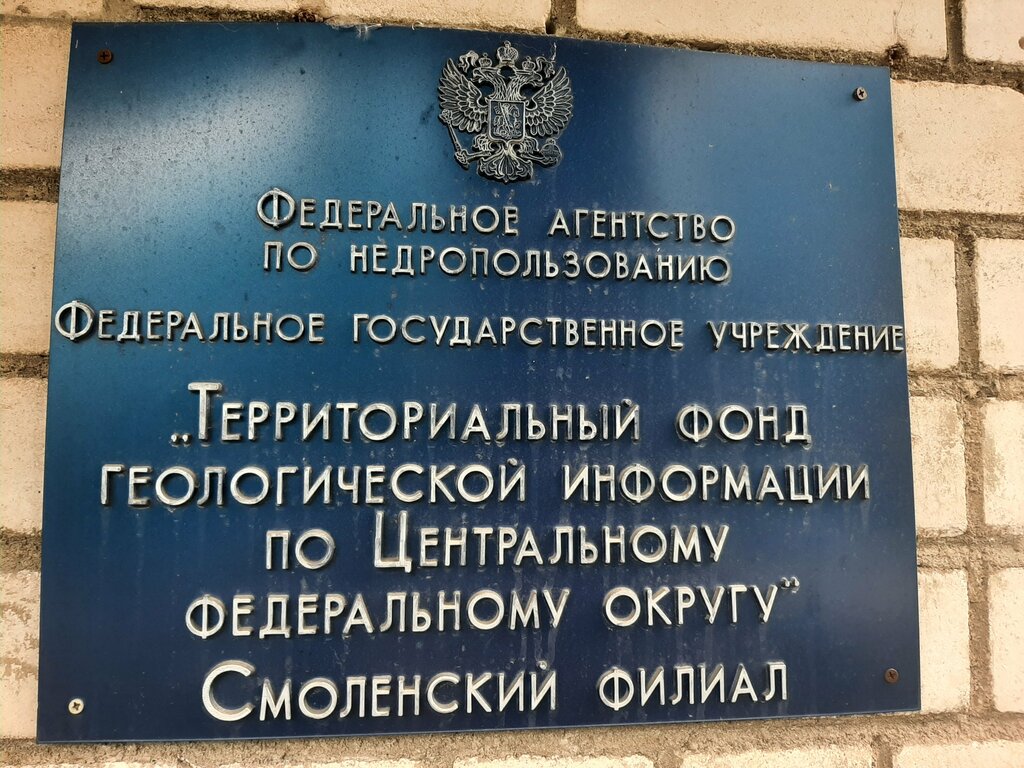 Федеральное агентство
по недропользованию
Федеральное государственное учреждение
„Территориальный фонд
геологической информации
по Центральному
федеральному округу”
Смоленский филиал